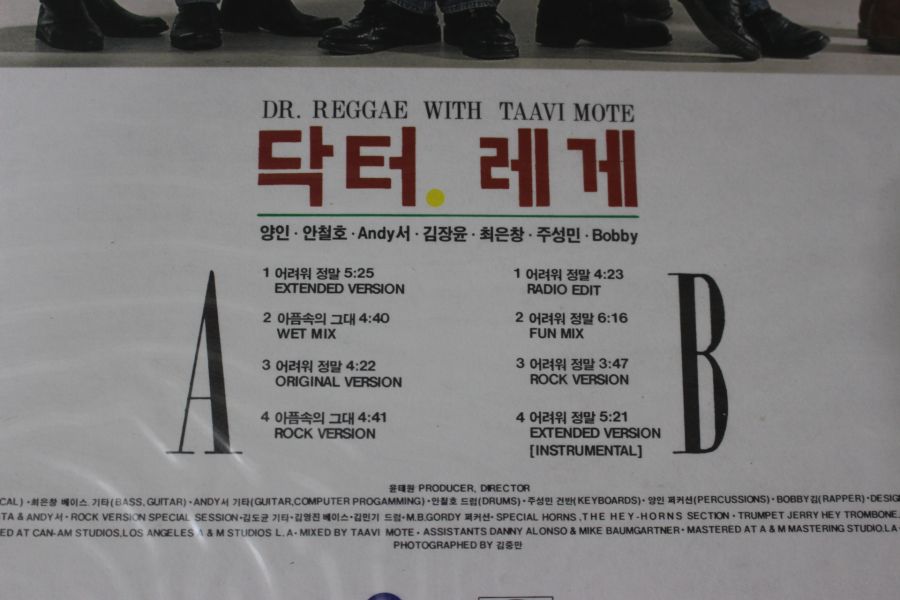 DR. REGGAE WITH TAAVI MOTE
닥터. 레게
양인·안철호·Andy서·김장윤·최은창·주성민·Bobby
A
1 어려워 정말 5:25
EXTENDED VERSION
2 아픔속의 그대 4:40
WET MIX
3 어려워 정말 4:22
ORIGINAL VERSION
4 아픔속의 그대 4:41
ROCK VERSION
B
1 어려워 정말 4:23
RADIO EDIT
2 어려워 정말 6:16
FUN MIX
3 어려워 정말 3:47
ROCK VERSION
4 어려워 정말 5:21
EXTENDED VERSION
[INSTRUMENTAL]
윤태원 PRODUCER, DIRECTOR
CAL)·최은창 베이스 기타(BASS,GUITAR)·ANDY서 기타(GUITAR,COMPUTER PROGAMMING)·안철호 드럼(DRUMS)·주성민 건반(KEYBOARDS)·양인 퍼커션(PERCUSSIONS)·BOBBY김(RAPPER)·DESIG
TA & ANDY서·ROCK VERSION SPECIAL SESSION·김도균 기타·김영진 베이스·김민기 드럼·M.B.GORDY 퍼커션·SPECIAL HORNS,THE HEY-HORNS SECTION·TRUMPET JERRY HEY TROMBONE,
ED AT CAN-AM STUDIOS,LOS ANGELES A & M STUDIOS L.A·MIXED BY TAAVI MOTE·ASSISTANTS DANNY ALONSO & MIKE BAUMGARTNER·MASTERED AT A & M MASTRING STUDIO.LA·
PHOTOGRAPHED BY 김중만